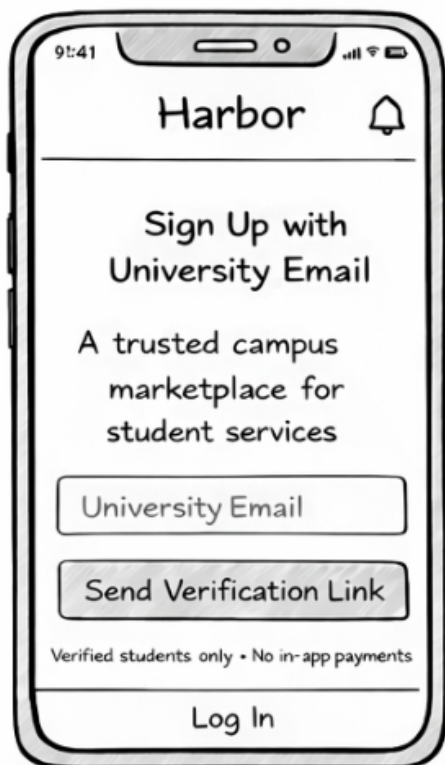 9:41
Harbor
Sign Up with
University Email
A trusted campus
marketplace for
student services
University Email
Send Verification Link
Verified students only • No in-app payments
Log In